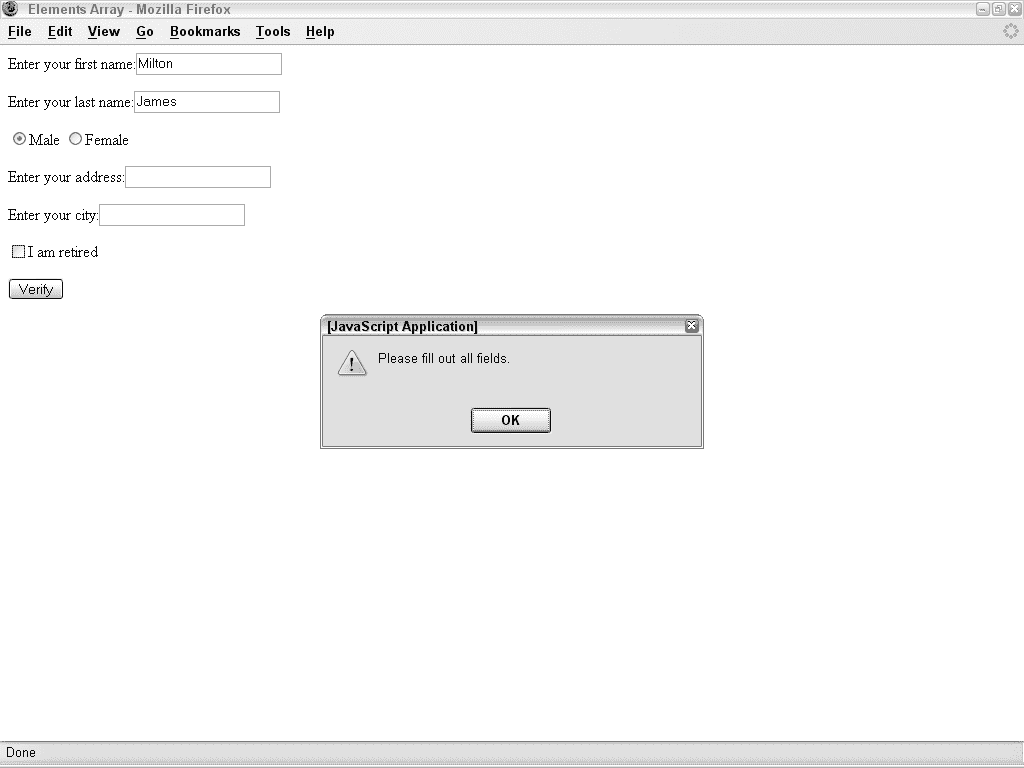 Elements Array - Mozilla Firefox
File Edit View Go Bookmarks Tools Help
Enter your first name: Milton
Enter your last name: James
Male Female
Enter your address:
Enter your city:
I am retired
Verify
[JavaScript Application]
! Please fill out all fields.
OK
Done